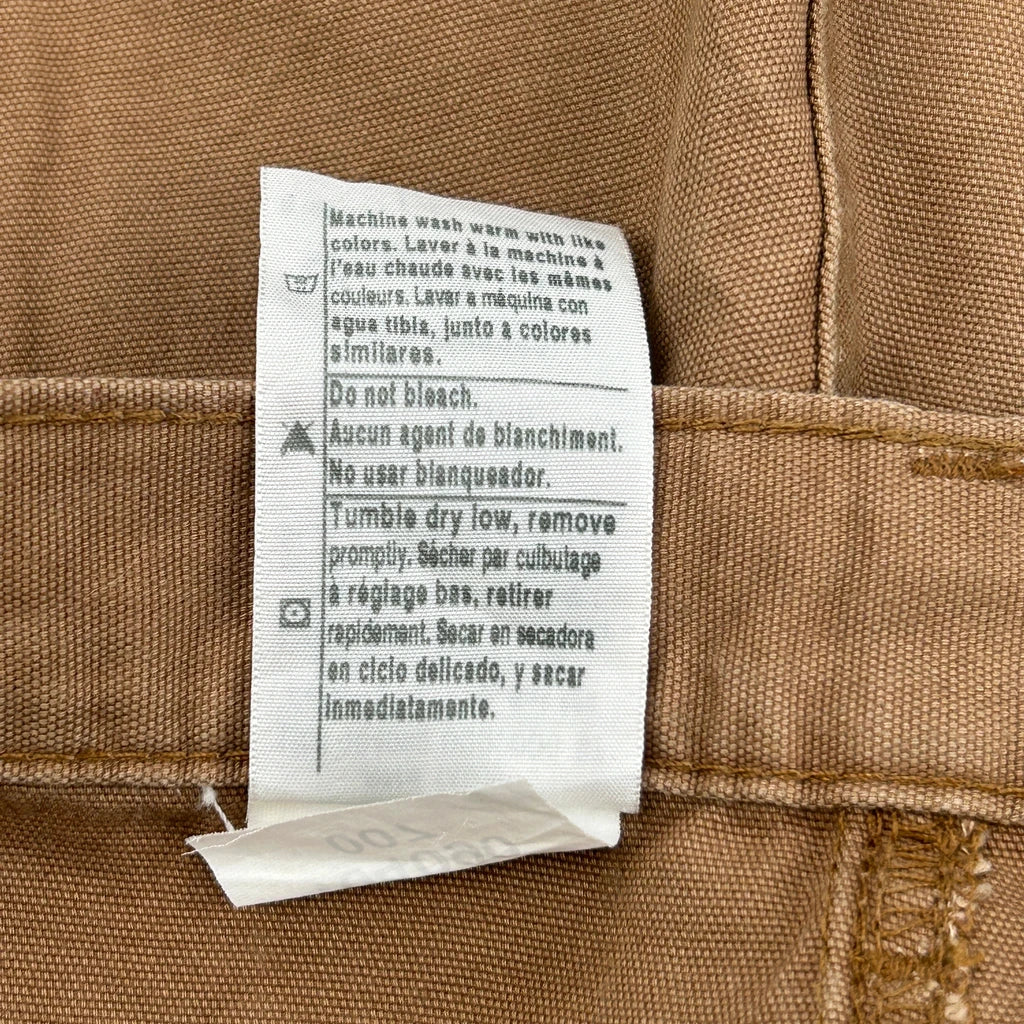 Machine wash warm with like
colors. Laver à la machine à
l'eau chaude avec les mêmes
couleurs. Lavar a máquina con
agua tibia, junto a colores
similares.
Do not bleach.
Aucun agent de blanchiment.
No usar blanqueador.
Tumble dry low, remove
promptly. Sécher par culbutage
à réglage bas, retirer
rapidement. Secar en secadora
en ciclo delicado, y sacar
inmediatamente.